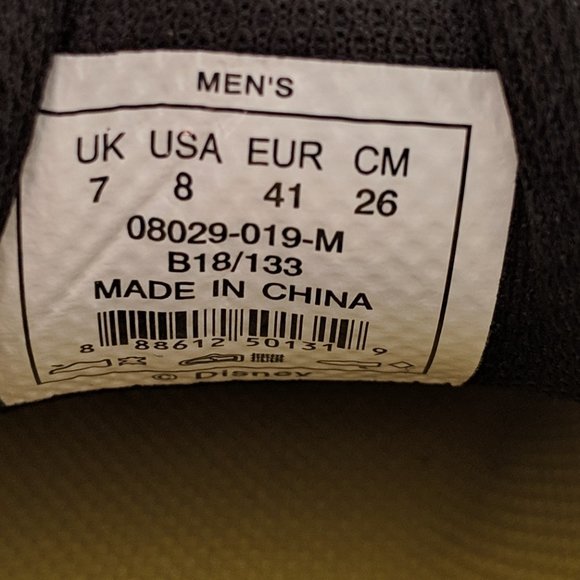 MEN'S
UK USA EUR CM
7 8 41 26
08029-019-M
B18/133
MADE IN CHINA
8 88612 50131 9
© Disney